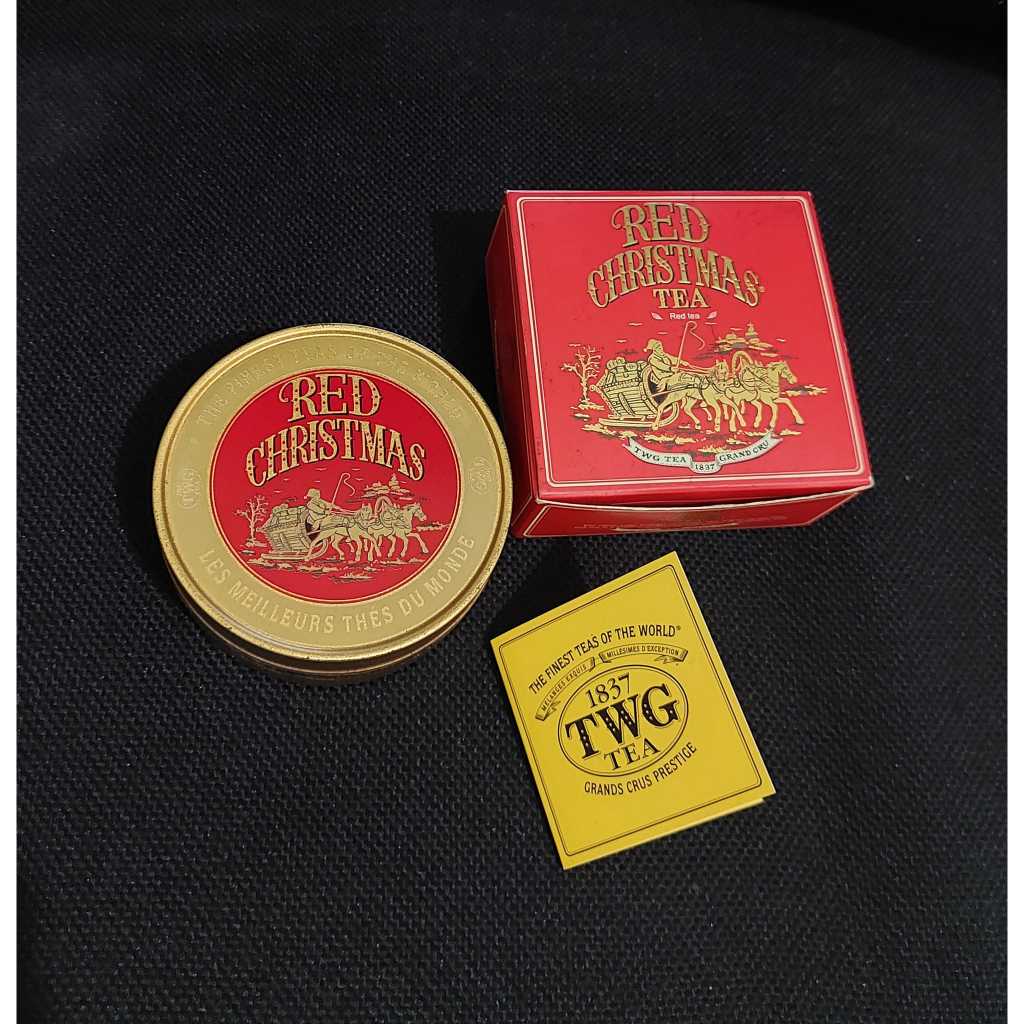 THE FINEST TEAS OF THE WORLD
RED
CHRISTMAS
TWG
LES MEILLEURS THÉS DU MONDE
RED
CHRISTMAS®
TEA
Red tea
TWG TEA 1837 GRAND CRU
THE FINEST TEAS OF THE WORLD®
MÉLANGES EXQUIS MILLÉSIMES D'EXCEPTION
1837
TWG
TEA
GRANDS CRUS PRESTIGE